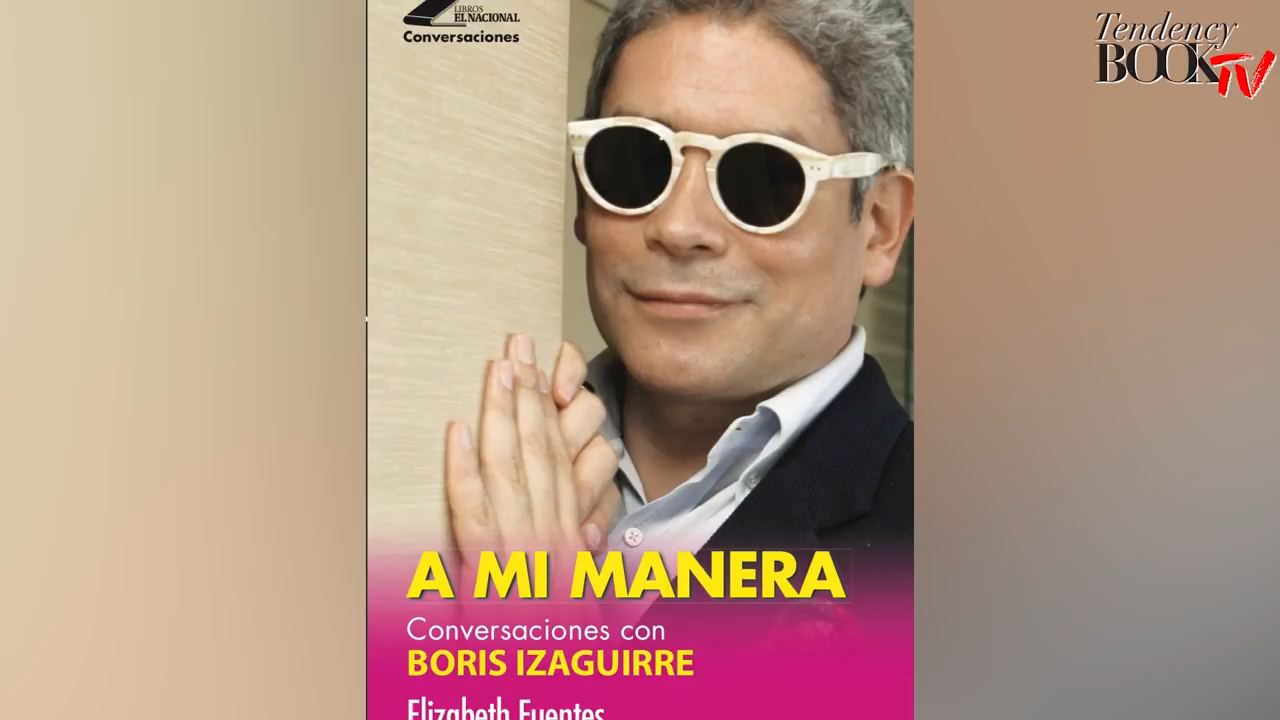 LIBROS
EL NACIONAL
Conversaciones
Tendency
BOOK TV
A MI MANERA
Conversaciones con
BORIS IZAGUIRRE
Elizabeth Fuentes